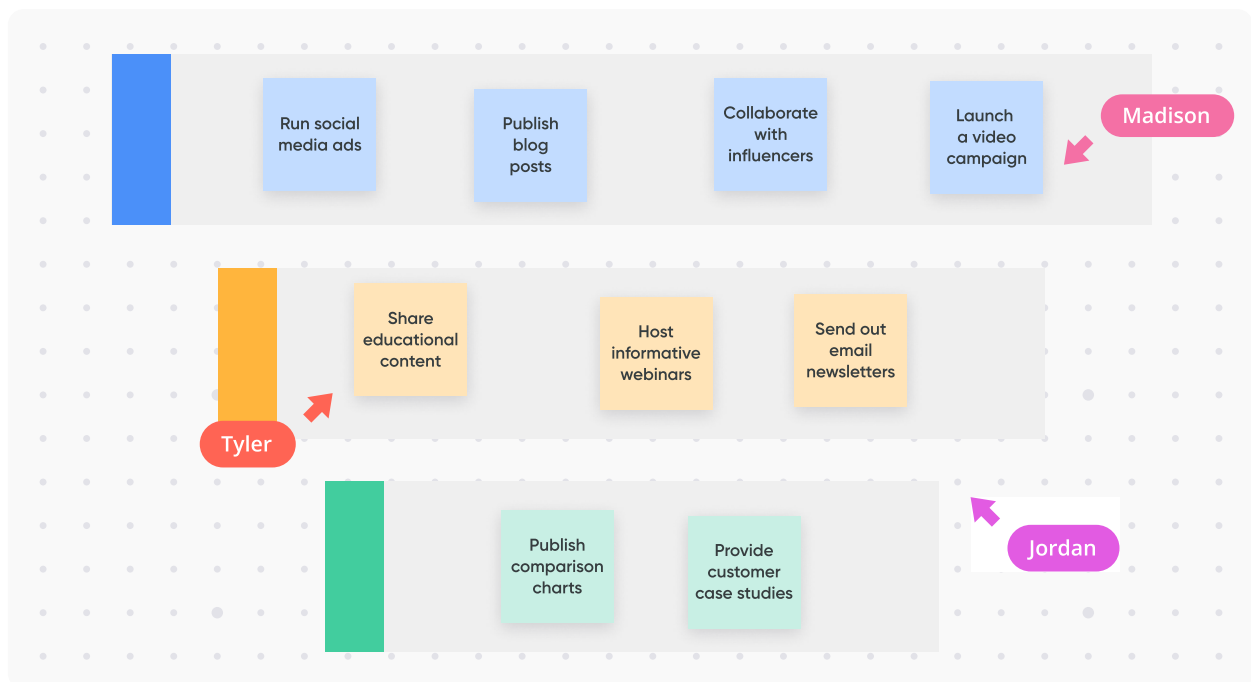 Run social
media ads
Publish
blog
posts
Collaborate
with
influencers
Launch
a video
campaign
Madison
Share
educational
content
Host
informative
webinars
Send out
email
newsletters
Tyler
Publish
comparison
charts
Provide
customer
case studies
Jordan